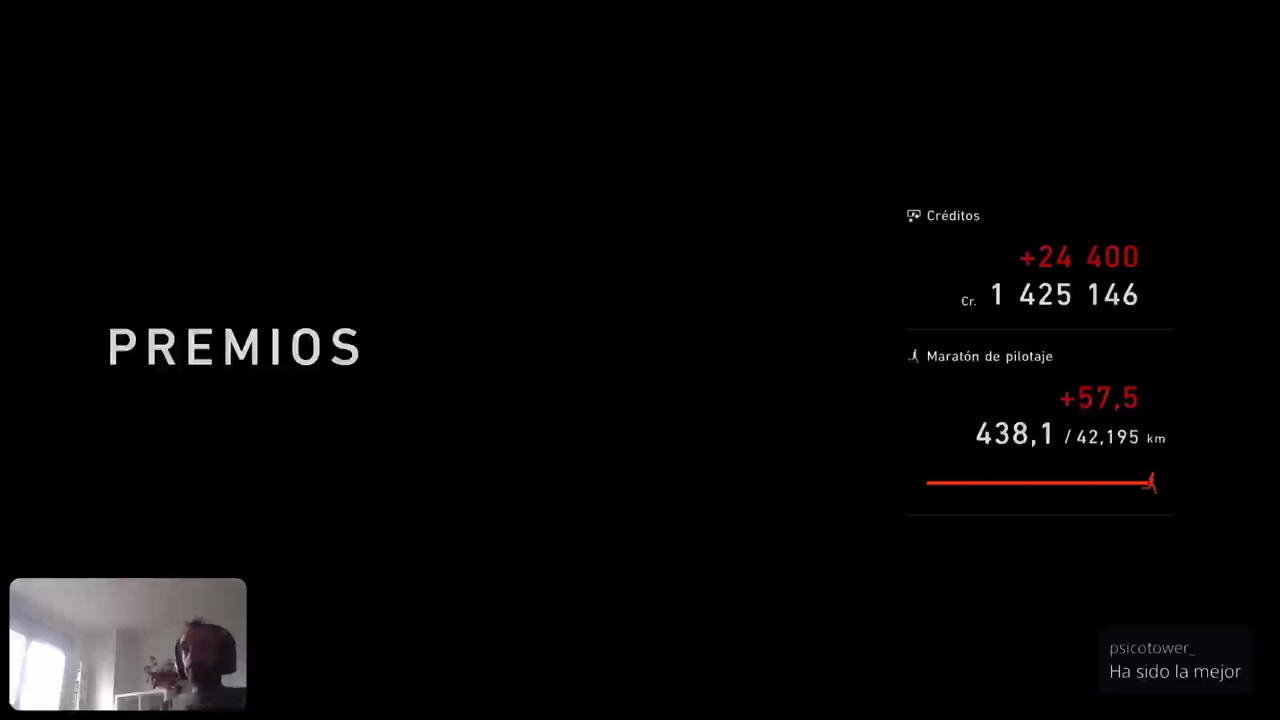 PREMIOS
Créditos
+24 400
Cr. 1 425 146
Maratón de pilotaje
+57,5
438,1 / 42,195 km
psicotower_
Ha sido la mejor